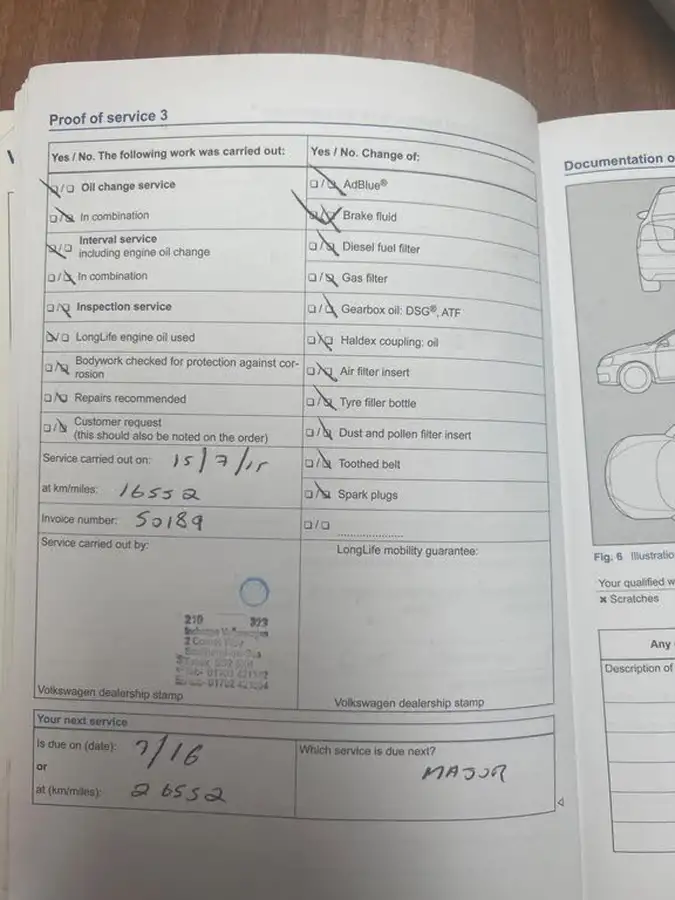 Proof of service 3
Yes / No. The following work was carried out:
☐/☐ Oil change service
☐/☐ In combination
☐/☐ Interval service
including engine oil change
☐/☐ In combination
☐/☐ Inspection service
☐/☐ LongLife engine oil used
☐/☐ Bodywork checked for protection against cor-
rosion
☐/☐ Repairs recommended
☐/☐ Customer request
(this should also be noted on the order)
Service carried out on: 15/7/15
at km/miles: 16552
Invoice number: 50189
Service carried out by:
210 323
Volkswagen dealership stamp
Yes / No. Change of:
☐/☐ AdBlue®
☐/☐ Brake fluid
☐/☐ Diesel fuel filter
☐/☐ Gas filter
☐/☐ Gearbox oil: DSG®, ATF
☐/☐ Haldex coupling: oil
☐/☐ Air filter insert
☐/☐ Tyre filler bottle
☐/☐ Dust and pollen filter insert
☐/☐ Toothed belt
☐/☐ Spark plugs
☐/☐ ....................
LongLife mobility guarantee:
Volkswagen dealership stamp
Your next service
Is due on (date): 7/16
or
at (km/miles): 26552
Which service is due next?
MAJOR
Documentation o
Fig. 6 Illustratio
Your qualified w
✖ Scratches
Any
Description of